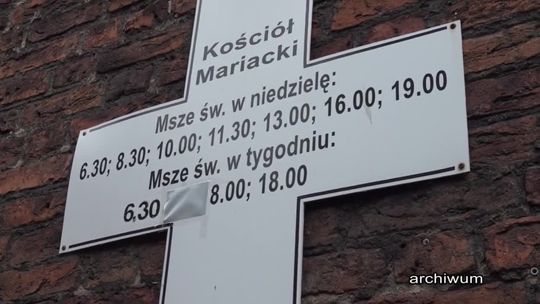 Kościół
Mariacki
Msze św. w niedzielę:
6.30; 8.30; 10.00; 11.30; 13.00; 16.00; 19.00
Msze św. w tygodniu:
6,30 8.00; 18.00
archiwum